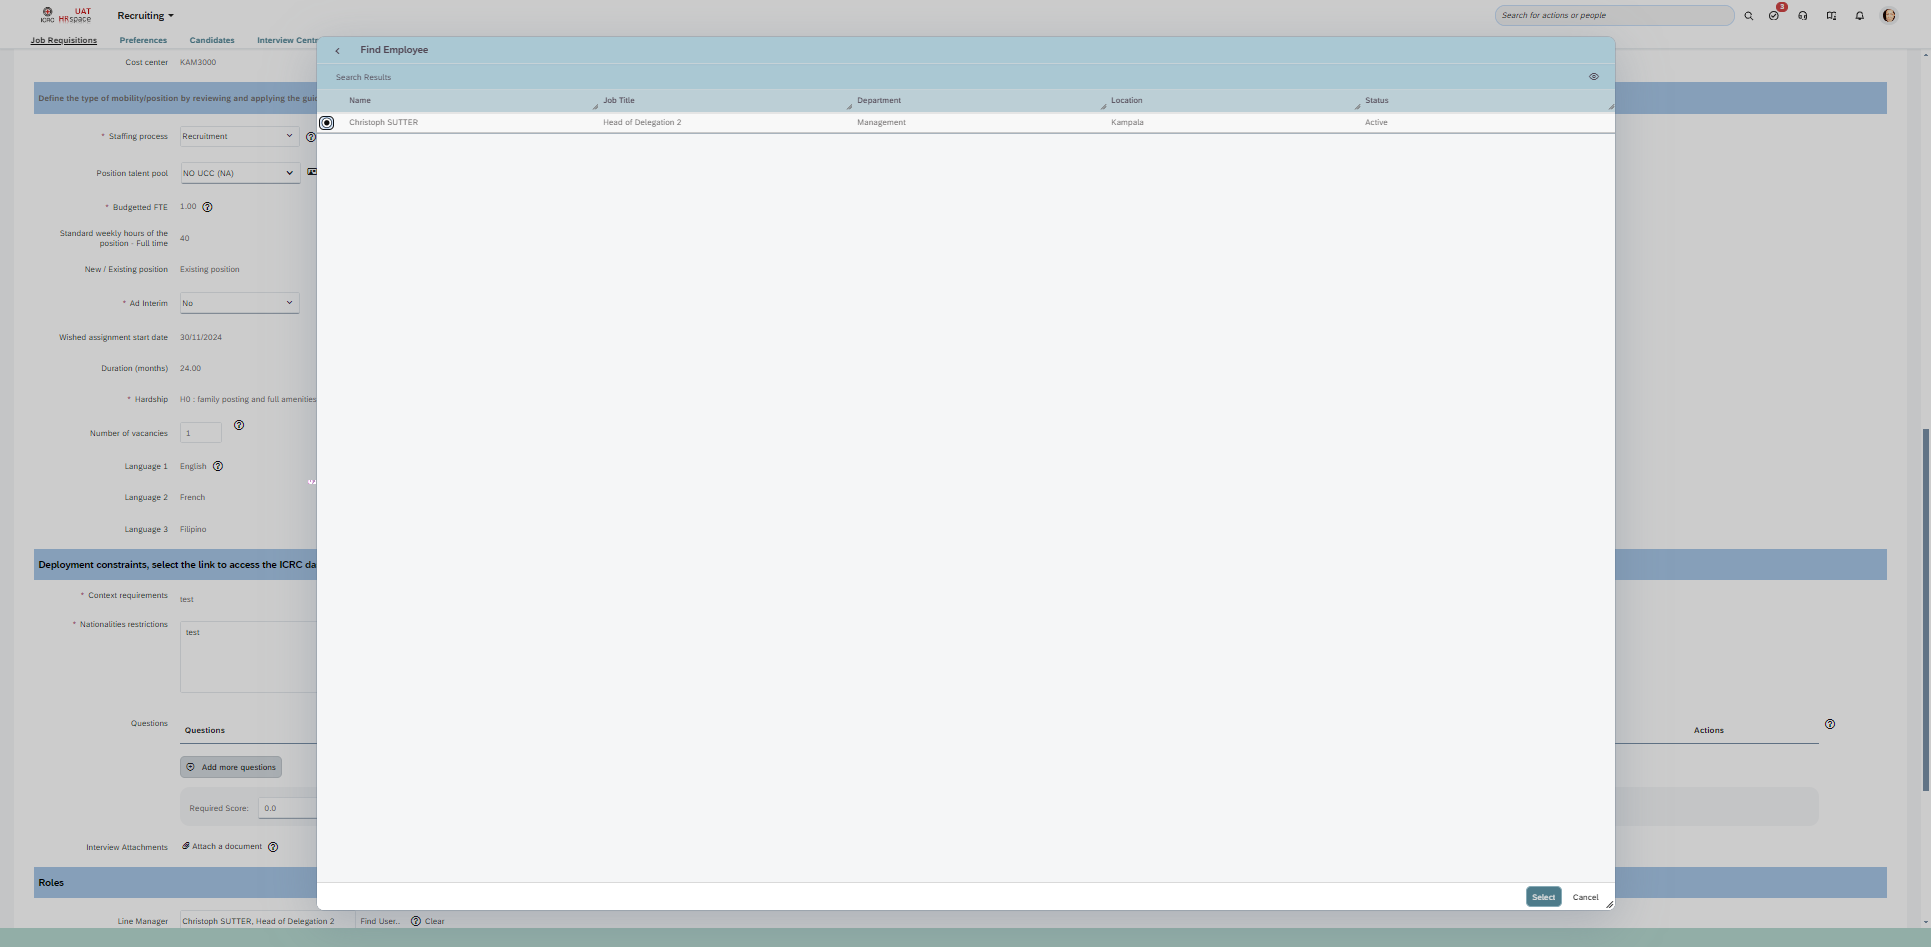 ICRC
UAT
HRspace
Recruiting
Search for actions or people
3
Job Requisitions
Preferences
Candidates
Interview Centr
Cost center
KAM3000
Define the type of mobility/position by reviewing and applying the guid
* Staffing process
Recruitment
Position talent pool
NO UCC (NA)
* Budgetted FTE
1.00
Standard weekly hours of the
position - Full time
40
New / Existing position
Existing position
* Ad Interim
No
Wished assignment start date
30/11/2024
Duration (months)
24.00
* Hardship
H0 : family posting and full amenities
Number of vacancies
1
Language 1
English
Language 2
French
Language 3
Filipino
Deployment constraints, select the link to access the ICRC da
* Context requirements
test
* Nationalities restrictions
test
Questions
Questions
Actions
Add more questions
Required Score:
0.0
Interview Attachments
Attach a document
Roles
Line Manager
Christoph SUTTER, Head of Delegation 2
Find User..
Clear
Find Employee
Search Results
Name
Job Title
Department
Location
Status
Christoph SUTTER
Head of Delegation 2
Management
Kampala
Active
Select
Cancel